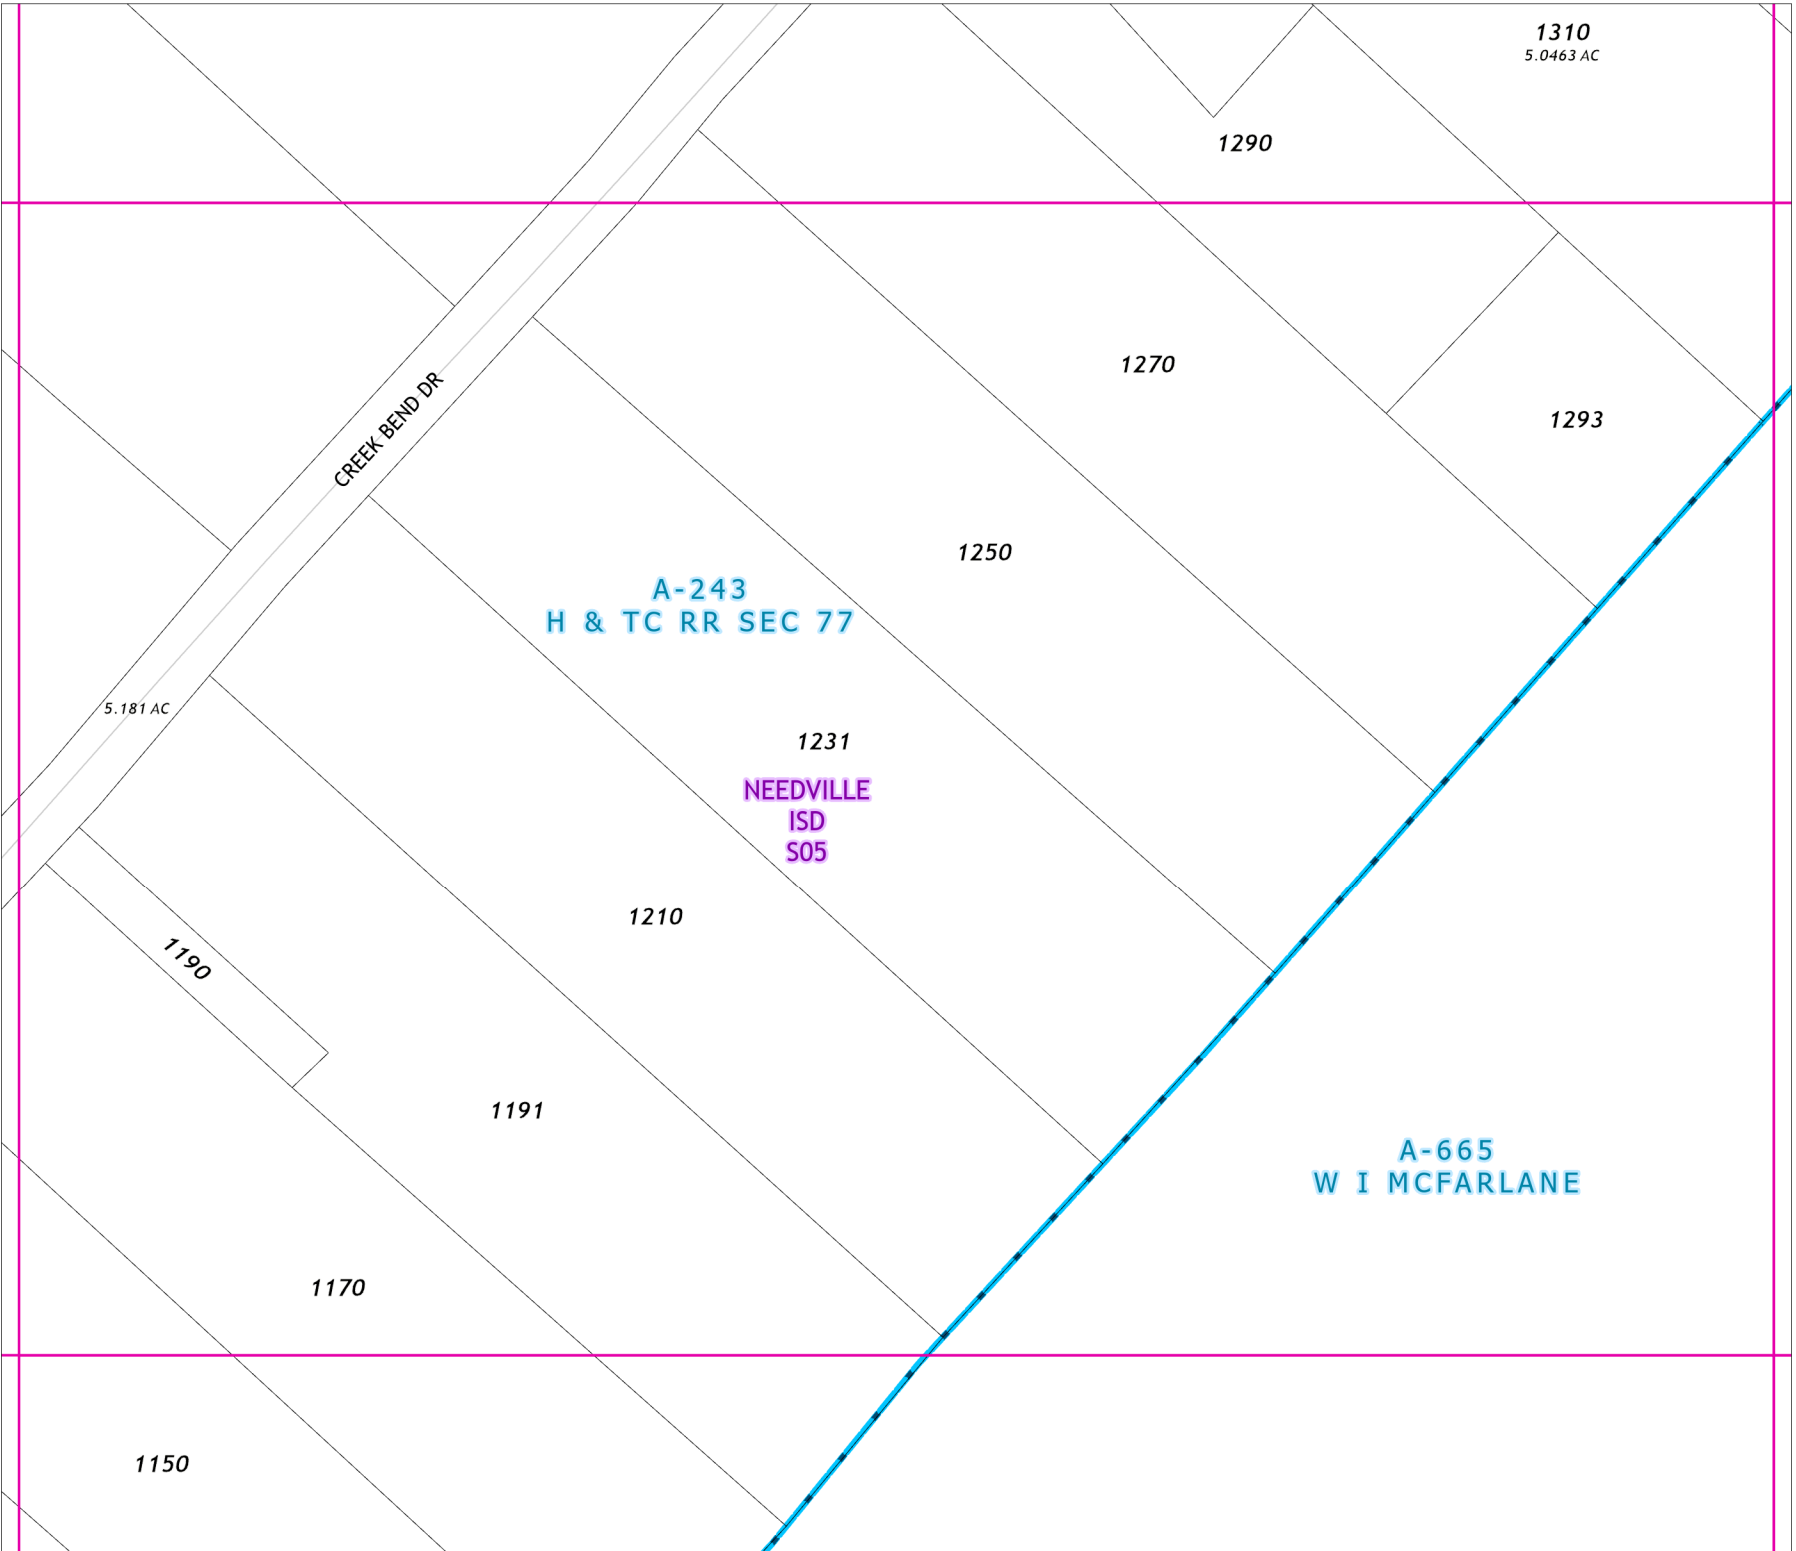 1310
5.0463 AC
1290
1270
CREEK BEND DR
1293
1250
A-243
H & TC RR SEC 77
5.181 AC
1231
NEEDVILLE
ISD
S05
1210
1190
1191
A-665
W I MCFARLANE
1170
1150